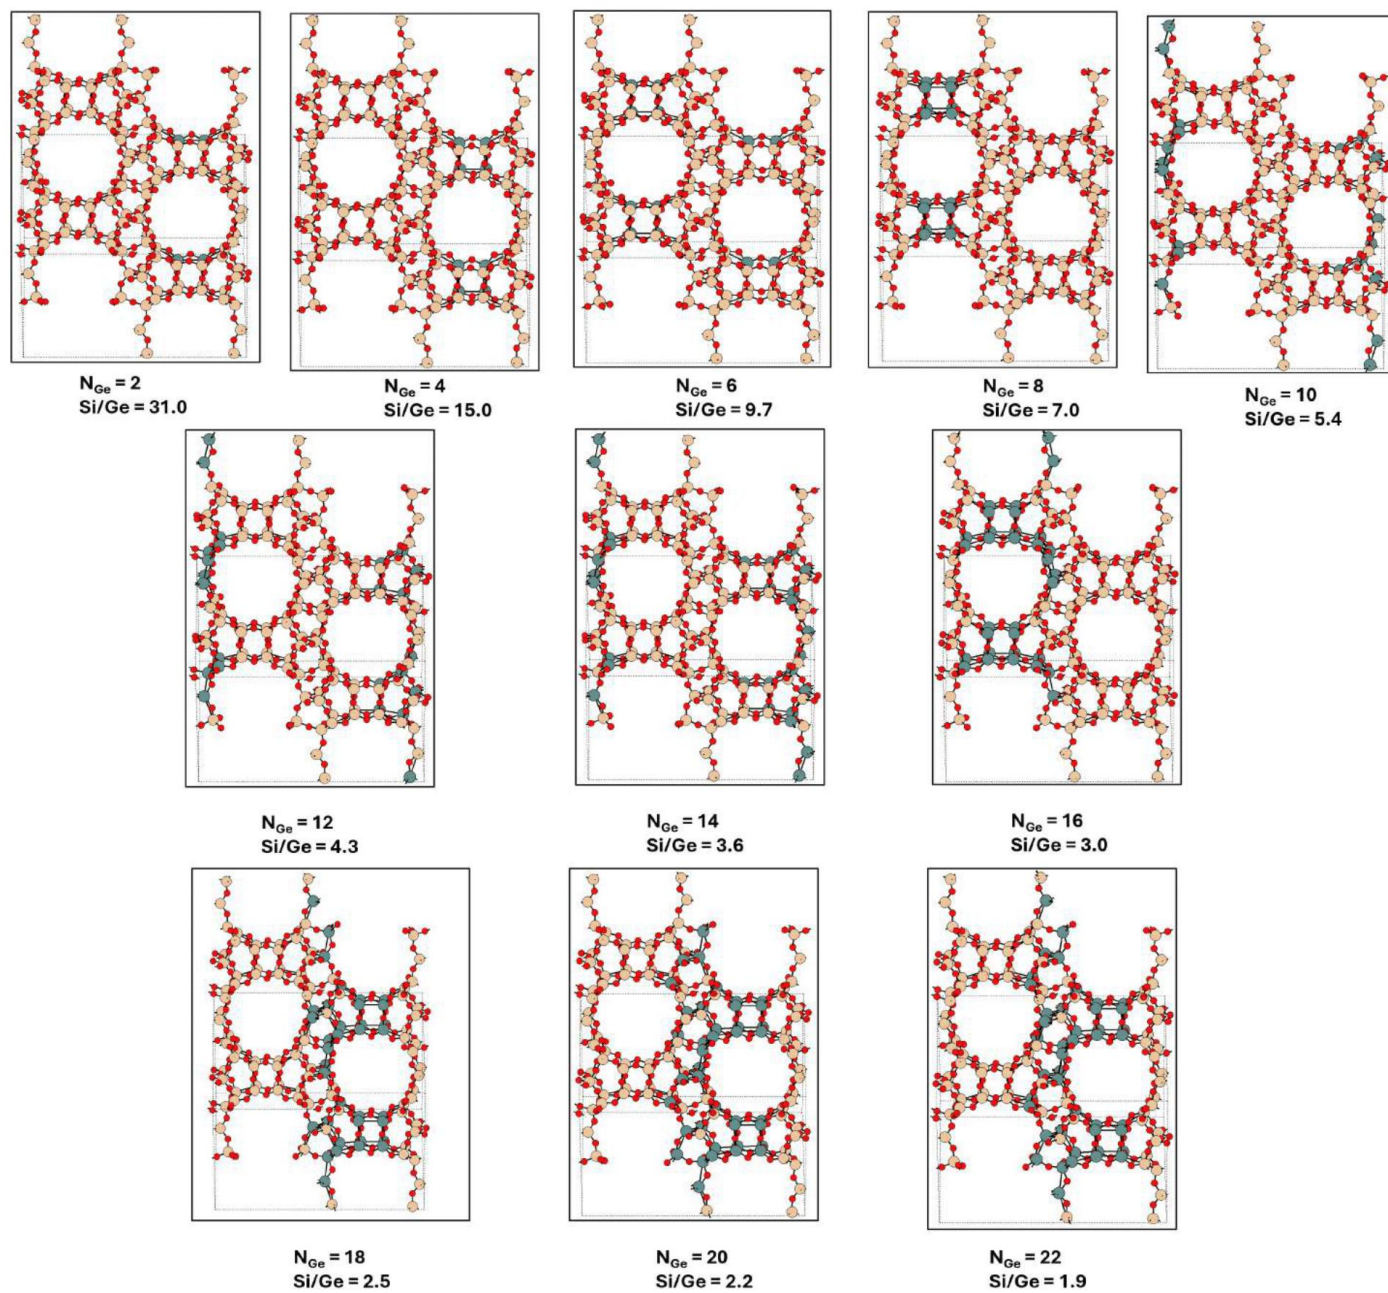 N_Ge = 2
Si/Ge = 31.0
N_Ge = 4
Si/Ge = 15.0
N_Ge = 6
Si/Ge = 9.7
N_Ge = 8
Si/Ge = 7.0
N_Ge = 10
Si/Ge = 5.4
N_Ge = 12
Si/Ge = 4.3
N_Ge = 14
Si/Ge = 3.6
N_Ge = 16
Si/Ge = 3.0
N_Ge = 18
Si/Ge = 2.5
N_Ge = 20
Si/Ge = 2.2
N_Ge = 22
Si/Ge = 1.9